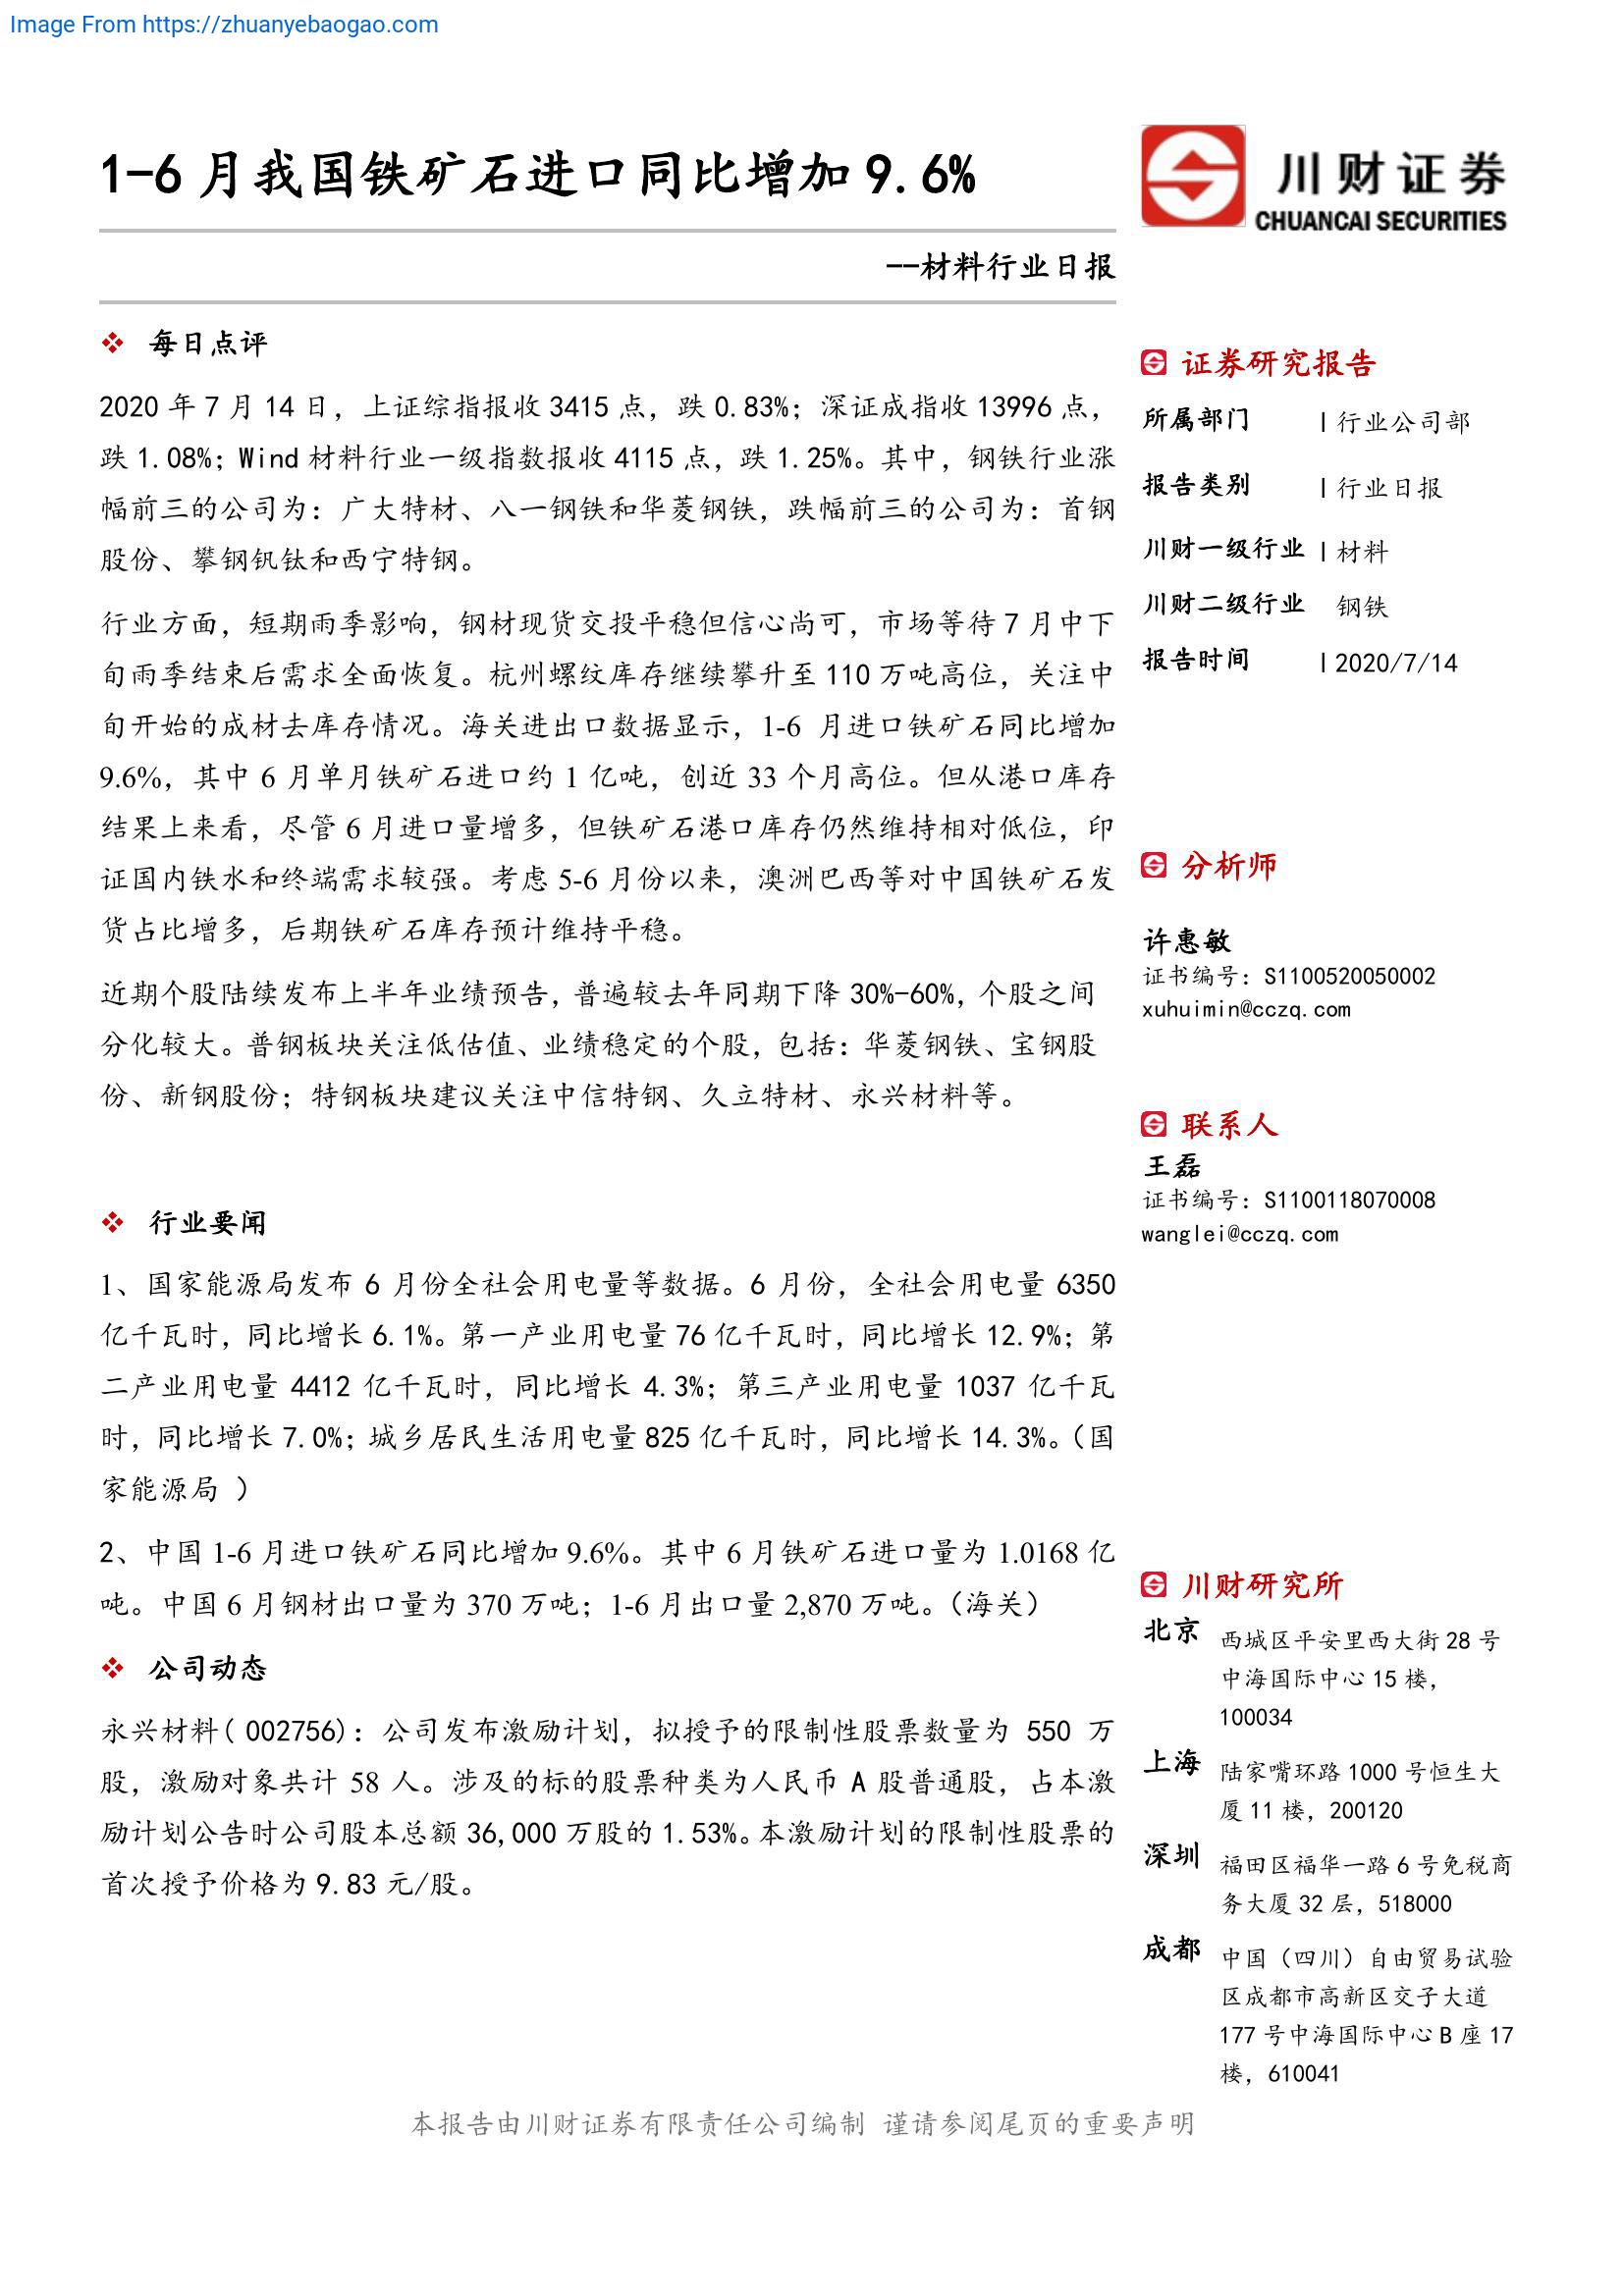 Image From https://zhuanyebaogao.com
1-6 月我国铁矿石进口同比增加 9.6%
川财证券
CHUANCAI SECURITIES
--材料行业日报
每日点评
2020 年 7 月 14 日，上证综指报收 3415 点，跌 0.83%；深证成指收 13996 点，
跌 1.08%；Wind 材料行业一级指数报收 4115 点，跌 1.25%。其中，钢铁行业涨
幅前三的公司为：广大特材、八一钢铁和华菱钢铁，跌幅前三的公司为：首钢
股份、攀钢钒钛和西宁特钢。
行业方面，短期雨季影响，钢材现货交投平稳但信心尚可，市场等待 7 月中下
旬雨季结束后需求全面恢复。杭州螺纹库存继续攀升至 110 万吨高位，关注中
旬开始的成材去库存情况。海关进出口数据显示，1-6 月进口铁矿石同比增加
9.6%，其中 6 月单月铁矿石进口约 1 亿吨，创近 33 个月高位。但从港口库存
结果上来看，尽管 6 月进口量增多，但铁矿石港口库存仍然维持相对低位，印
证国内铁水和终端需求较强。考虑 5-6 月份以来，澳洲巴西等对中国铁矿石发
货占比增多，后期铁矿石库存预计维持平稳。
近期个股陆续发布上半年业绩预告，普遍较去年同期下降 30%-60%，个股之间
分化较大。普钢板块关注低估值、业绩稳定的个股，包括：华菱钢铁、宝钢股
份、新钢股份；特钢板块建议关注中信特钢、久立特材、永兴材料等。
行业要闻
1、国家能源局发布 6 月份全社会用电量等数据。6 月份，全社会用电量 6350
亿千瓦时，同比增长 6.1%。第一产业用电量 76 亿千瓦时，同比增长 12.9%；第
二产业用电量 4412 亿千瓦时，同比增长 4.3%；第三产业用电量 1037 亿千瓦
时，同比增长 7.0%；城乡居民生活用电量 825 亿千瓦时，同比增长 14.3%。（国
家能源局 ）
2、中国 1-6 月进口铁矿石同比增加 9.6%。其中 6 月铁矿石进口量为 1.0168 亿
吨。中国 6 月钢材出口量为 370 万吨；1-6 月出口量 2,870 万吨。（海关）
公司动态
永兴材料( 002756)：公司发布激励计划，拟授予的限制性股票数量为 550 万
股，激励对象共计 58 人。涉及的标的股票种类为人民币 A 股普通股，占本激
励计划公告时公司股本总额 36,000 万股的 1.53%。本激励计划的限制性股票的
首次授予价格为 9.83 元/股。
证券研究报告
所属部门 | 行业公司部
报告类别 | 行业日报
川财一级行业 | 材料
川财二级行业 钢铁
报告时间 | 2020/7/14
分析师
许惠敏
证书编号：S1100520050002
xuhuimin@cczq.com
联系人
王磊
证书编号：S1100118070008
wanglei@cczq.com
川财研究所
北京 西城区平安里西大街 28 号
中海国际中心 15 楼，
100034
上海 陆家嘴环路 1000 号恒生大
厦 11 楼，200120
深圳 福田区福华一路 6 号免税商
务大厦 32 层，518000
成都 中国（四川）自由贸易试验
区成都市高新区交子大道
177 号中海国际中心 B 座 17
楼，610041
本报告由川财证券有限责任公司编制 谨请参阅尾页的重要声明